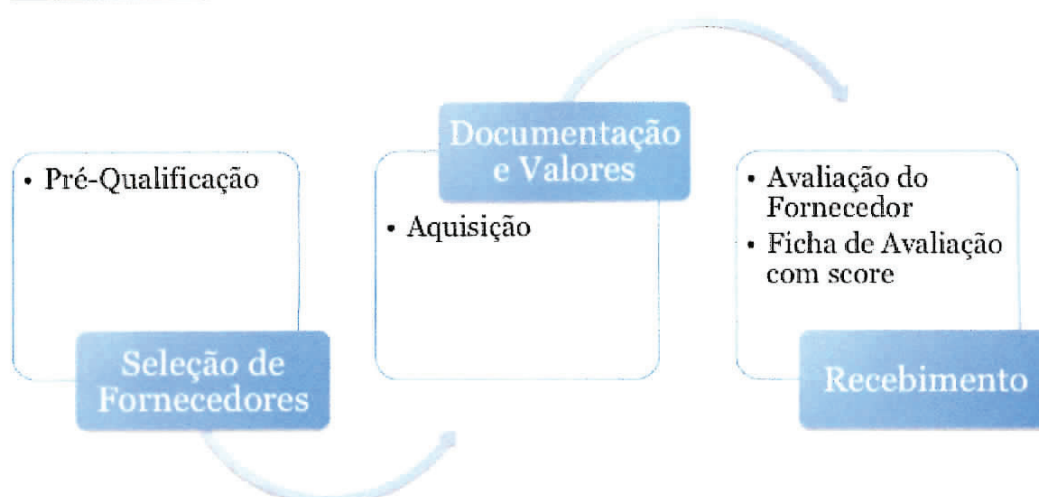 • Pré-Qualificação
Seleção de
Fornecedores
Documentação
e Valores
• Aquisição
• Avaliação do
Fornecedor
• Ficha de Avaliação
com score
Recebimento